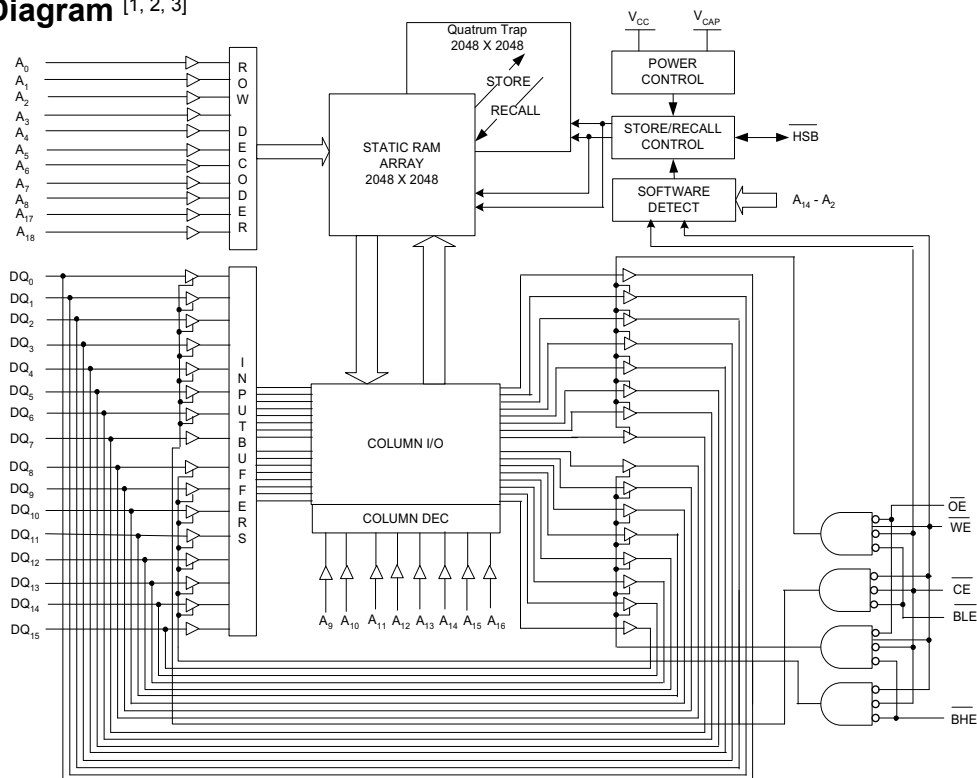 Diagram [1, 2, 3]
VCC
VCAP
Quatrum Trap
2048 X 2048
STORE
RECALL
POWER
CONTROL
A0
A1
A2
A3
A4
A5
A6
A7
A8
A17
A18
ROW DECODER
STATIC RAM
ARRAY
2048 X 2048
STORE/RECALL
CONTROL
HSB
SOFTWARE
DETECT
A14 - A2
DQ0
DQ1
DQ2
DQ3
DQ4
DQ5
DQ6
DQ7
DQ8
DQ9
DQ10
DQ11
DQ12
DQ13
DQ14
DQ15
INPUTBUFFERS
COLUMN I/O
COLUMN DEC
A9
A10
A11
A12
A13
A14
A15
A16
OE
WE
CE
BLE
BHE